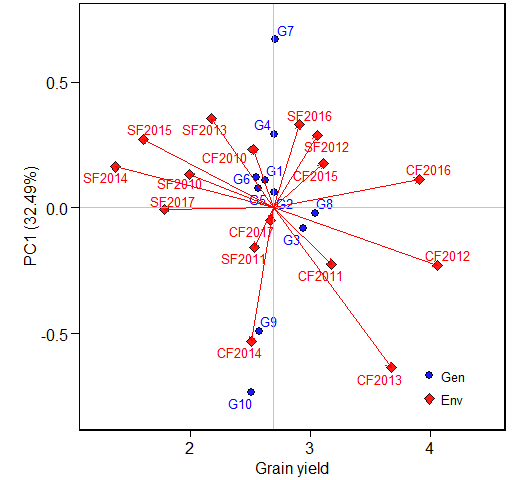 G7
0.5
SF2016
SF2013
SF2015
G4
SF2012
CF2010
CF2015
G1
CF2016
SF2014
SF2010
G6
G5
SF2017
0.0
G2
G8
CF2017
G3
SF2011
CF2012
CF2011
-0.5
G9
CF2014
CF2013
Gen
G10
Env
PC1 (32.49%)
2
3
4
Grain yield